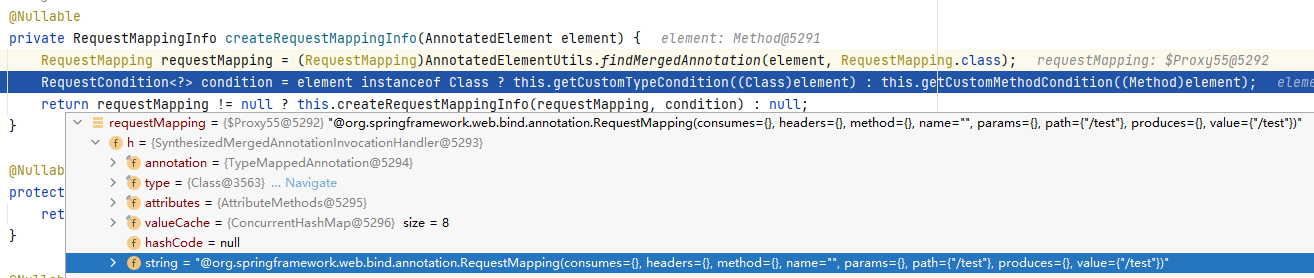 @Nullable
private RequestMappingInfo createRequestMappingInfo(AnnotatedElement element) { element: Method@5291
RequestMapping requestMapping = (RequestMapping)AnnotatedElementUtils.findMergedAnnotation(element, RequestMapping.class); requestMapping: $Proxy55@5292
RequestCondition<?> condition = element instanceof Class ? this.getCustomTypeCondition((Class)element) : this.getCustomMethodCondition((Method)element); eleme
return requestMapping != null ? this.createRequestMappingInfo(requestMapping, condition) : null;
}
requestMapping = {$Proxy55@5292} "@org.springframework.web.bind.annotation.RequestMapping(consumes={}, headers={}, method={}, name="", params={}, path={"/test"}, produces={}, value={"/test"})"
h = {SynthesizedMergedAnnotationInvocationHandler@5293}
annotation = {TypeMappedAnnotation@5294}
@Nullab
type = {Class@3563} ... Navigate
protect
attributes = {AttributeMethods@5295}
ret
valueCache = {ConcurrentHashMap@5296} size = 8
}
hashCode = null
string = "@org.springframework.web.bind.annotation.RequestMapping(consumes={}, headers={}, method={}, name="", params={}, path={"/test"}, produces={}, value={"/test"})"